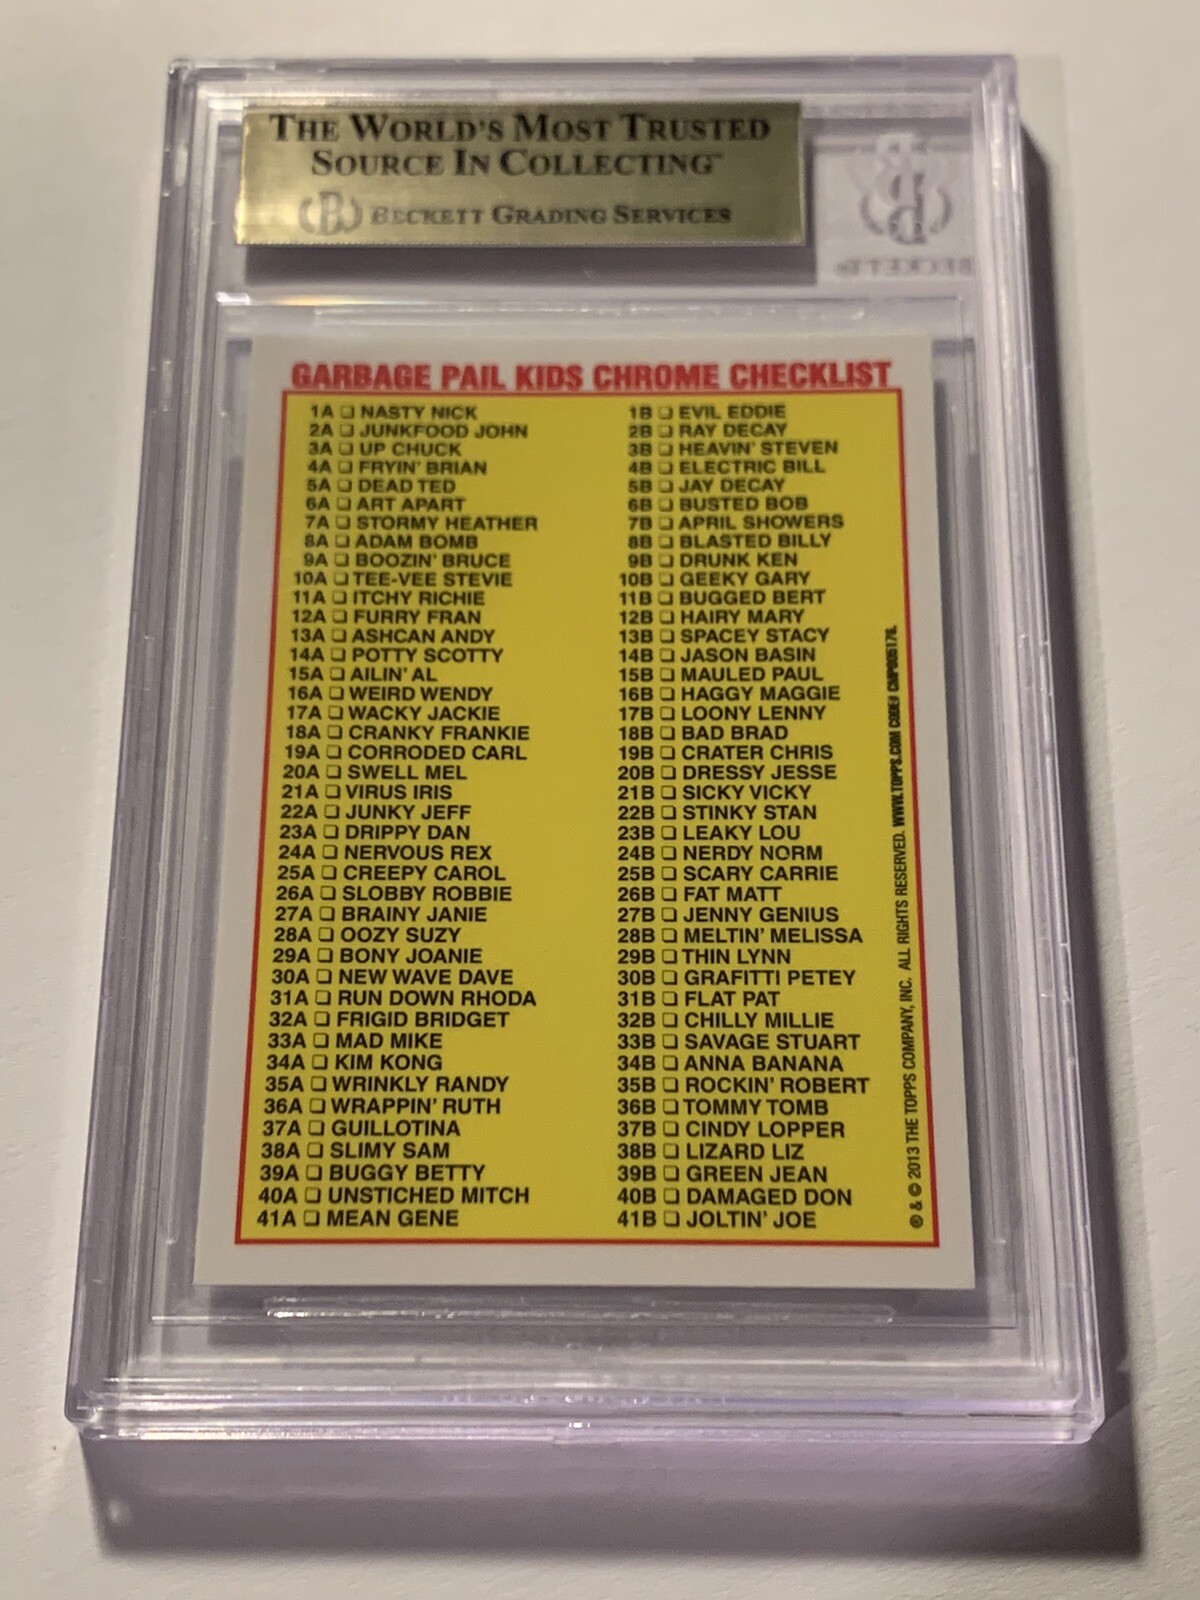 THE WORLD'S MOST TRUSTED
SOURCE IN COLLECTING™
B BECKETT GRADING SERVICES
BECKETT
GARBAGE PAIL KIDS CHROME CHECKLIST
1A ❑ NASTY NICK
2A ❑ JUNKFOOD JOHN
3A ❑ UP CHUCK
4A ❑ FRYIN' BRIAN
5A ❑ DEAD TED
6A ❑ ART APART
7A ❑ STORMY HEATHER
8A ❑ ADAM BOMB
9A ❑ BOOZIN' BRUCE
10A ❑ TEE-VEE STEVIE
11A ❑ ITCHY RICHIE
12A ❑ FURRY FRAN
13A ❑ ASHCAN ANDY
14A ❑ POTTY SCOTTY
15A ❑ AILIN' AL
16A ❑ WEIRD WENDY
17A ❑ WACKY JACKIE
18A ❑ CRANKY FRANKIE
19A ❑ CORRODED CARL
20A ❑ SWELL MEL
21A ❑ VIRUS IRIS
22A ❑ JUNKY JEFF
23A ❑ DRIPPY DAN
24A ❑ NERVOUS REX
25A ❑ CREEPY CAROL
26A ❑ SLOBBY ROBBIE
27A ❑ BRAINY JANIE
28A ❑ OOZY SUZY
29A ❑ BONY JOANIE
30A ❑ NEW WAVE DAVE
31A ❑ RUN DOWN RHODA
32A ❑ FRIGID BRIDGET
33A ❑ MAD MIKE
34A ❑ KIM KONG
35A ❑ WRINKLY RANDY
36A ❑ WRAPPIN' RUTH
37A ❑ GUILLOTINA
38A ❑ SLIMY SAM
39A ❑ BUGGY BETTY
40A ❑ UNSTICHED MITCH
41A ❑ MEAN GENE
1B ❑ EVIL EDDIE
2B ❑ RAY DECAY
3B ❑ HEAVIN' STEVEN
4B ❑ ELECTRIC BILL
5B ❑ JAY DECAY
6B ❑ BUSTED BOB
7B ❑ APRIL SHOWERS
8B ❑ BLASTED BILLY
9B ❑ DRUNK KEN
10B ❑ GEEKY GARY
11B ❑ BUGGED BERT
12B ❑ HAIRY MARY
13B ❑ SPACEY STACY
14B ❑ JASON BASIN
15B ❑ MAULED PAUL
16B ❑ HAGGY MAGGIE
17B ❑ LOONY LENNY
18B ❑ BAD BRAD
19B ❑ CRATER CHRIS
20B ❑ DRESSY JESSE
21B ❑ SICKY VICKY
22B ❑ STINKY STAN
23B ❑ LEAKY LOU
24B ❑ NERDY NORM
25B ❑ SCARY CARRIE
26B ❑ FAT MATT
27B ❑ JENNY GENIUS
28B ❑ MELTIN' MELISSA
29B ❑ THIN LYNN
30B ❑ GRAFITTI PETEY
31B ❑ FLAT PAT
32B ❑ CHILLY MILLIE
33B ❑ SAVAGE STUART
34B ❑ ANNA BANANA
35B ❑ ROCKIN' ROBERT
36B ❑ TOMMY TOMB
37B ❑ CINDY LOPPER
38B ❑ LIZARD LIZ
39B ❑ GREEN JEAN
40B ❑ DAMAGED DON
41B ❑ JOLTIN' JOE
® & © 2013 THE TOPPS COMPANY, INC. ALL RIGHTS RESERVED. WWW.TOPPS.COM CODE# CNP005176.